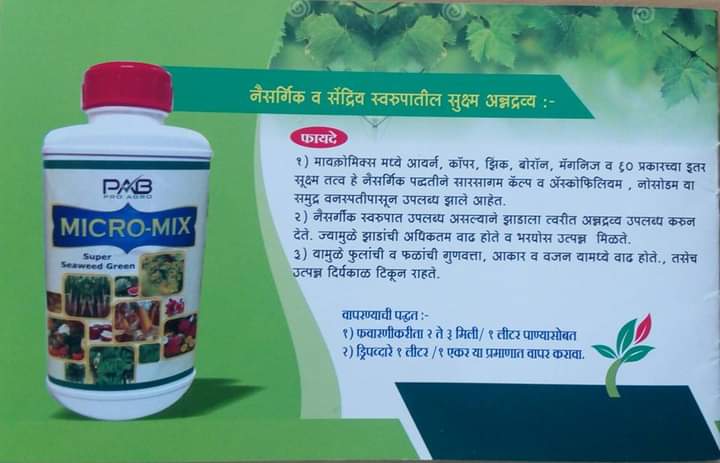 नैसर्गिक व सेंद्रिय स्वरुपातील सुक्ष्म अन्नद्रव्य :-
फायदे
१) मायक्रोमिक्स मध्ये आयर्न, कॉपर, झिंक, बोरॉन, मॅगनिज व ६० प्रकारच्या इतर
सूक्ष्म तत्व हे नैसर्गिक पद्धतीने सारसागम कॅल्प व ॲस्कोफिलियम , नोसोडम या
समुद्र वनस्पतीपासून उपलब्ध झाले आहेत.
२) नैसर्गीक स्वरुपात उपलब्ध असल्याने झाडाला त्वरीत अन्नद्रव्य उपलब्ध करुन
देते. ज्यामुळे झाडांची अधिकतम वाढ होते व भरघोस उत्पन्न मिळते.
३) यामुळे फुलांची व फळांची गुणवत्ता, आकार व वजन यामध्ये वाढ होते., तसेच
उत्पन्न दिर्घकाळ टिकून राहते.
वापरण्याची पद्धत :-
१) फवारणीकरीता २ ते ३ मिली/ १ लीटर पाण्यासोबत
२) ड्रिपद्वारे १ लीटर /१ एकर या प्रमाणात वापर करावा.
PAB
PRO AGRO
MICRO-MIX
Super
Seaweed Green